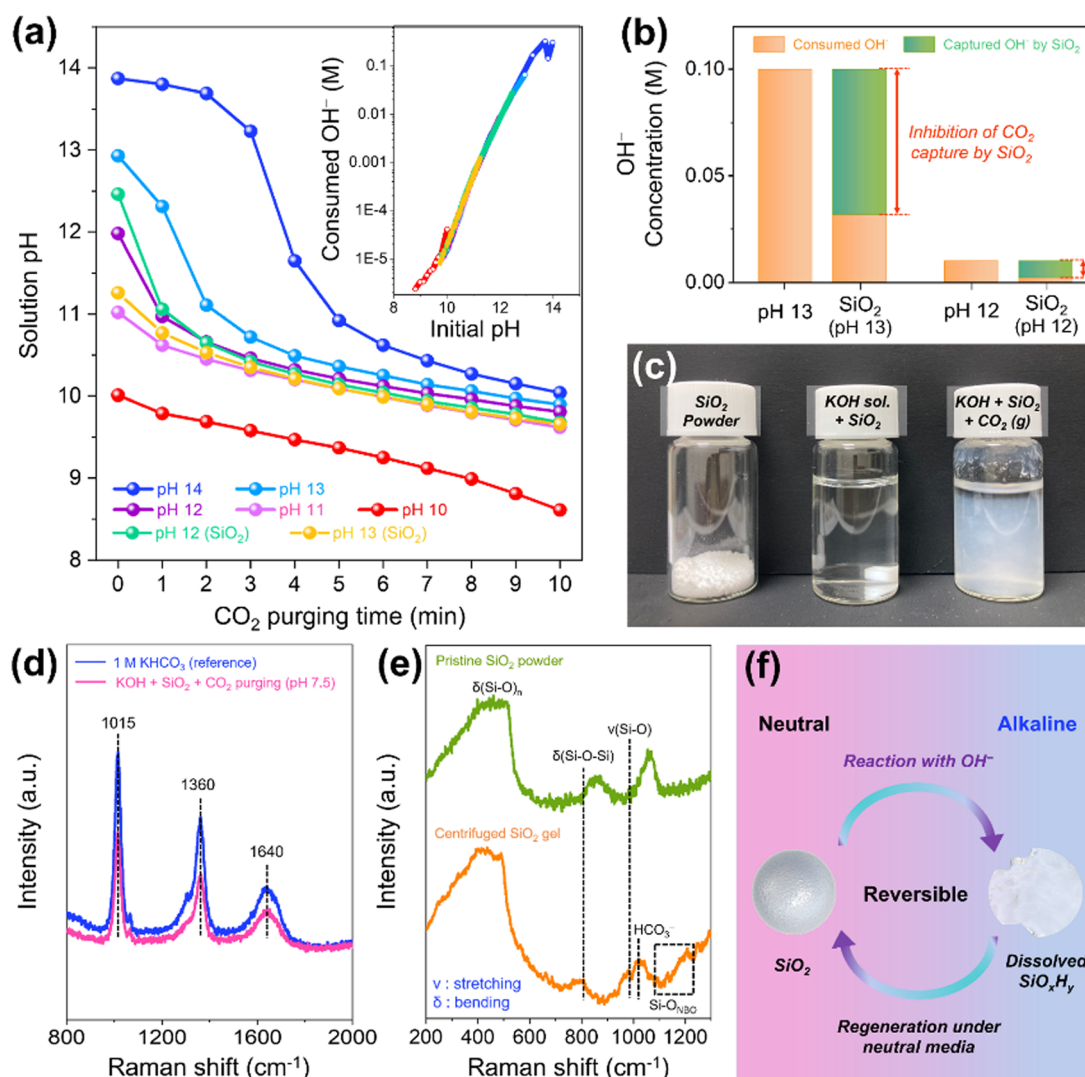 (a)
Solution pH
14
13
12
11
10
9
8
0 1 2 3 4 5 6 7 8 9 10
CO₂ purging time (min)
pH 14
pH 13
pH 12
pH 11
pH 10
pH 12 (SiO₂)
pH 13 (SiO₂)
Consumed OH⁻ (M)
0.1
0.01
0.001
1E-4
1E-5
8 10 12 14
Initial pH
(b)
Consumed OH⁻
Captured OH⁻ by SiO₂
OH⁻
Concentration (M)
0.10
0.05
0.00
Inhibition of CO₂
capture by SiO₂
pH 13
SiO₂
(pH 13)
pH 12
SiO₂
(pH 12)
(c)
SiO₂
Powder
KOH sol.
+ SiO₂
KOH + SiO₂
+ CO₂ (g)
(d)
1 M KHCO₃ (reference)
KOH + SiO₂ + CO₂ purging (pH 7.5)
1015
1360
1640
Intensity (a.u.)
800 1200 1600 2000
Raman shift (cm⁻¹)
(e)
Pristine SiO₂ powder
δ(Si-O)ₙ
ν(Si-O)
δ(Si-O-Si)
Centrifuged SiO₂ gel
HCO₃⁻
ν : stretching
δ : bending
Si-O_NBO
Intensity (a.u.)
200 400 600 800 1000 1200
Raman shift (cm⁻¹)
(f)
Neutral
Alkaline
Reaction with OH⁻
Reversible
SiO₂
Dissolved
SiOₓHᵧ
Regeneration under
neutral media